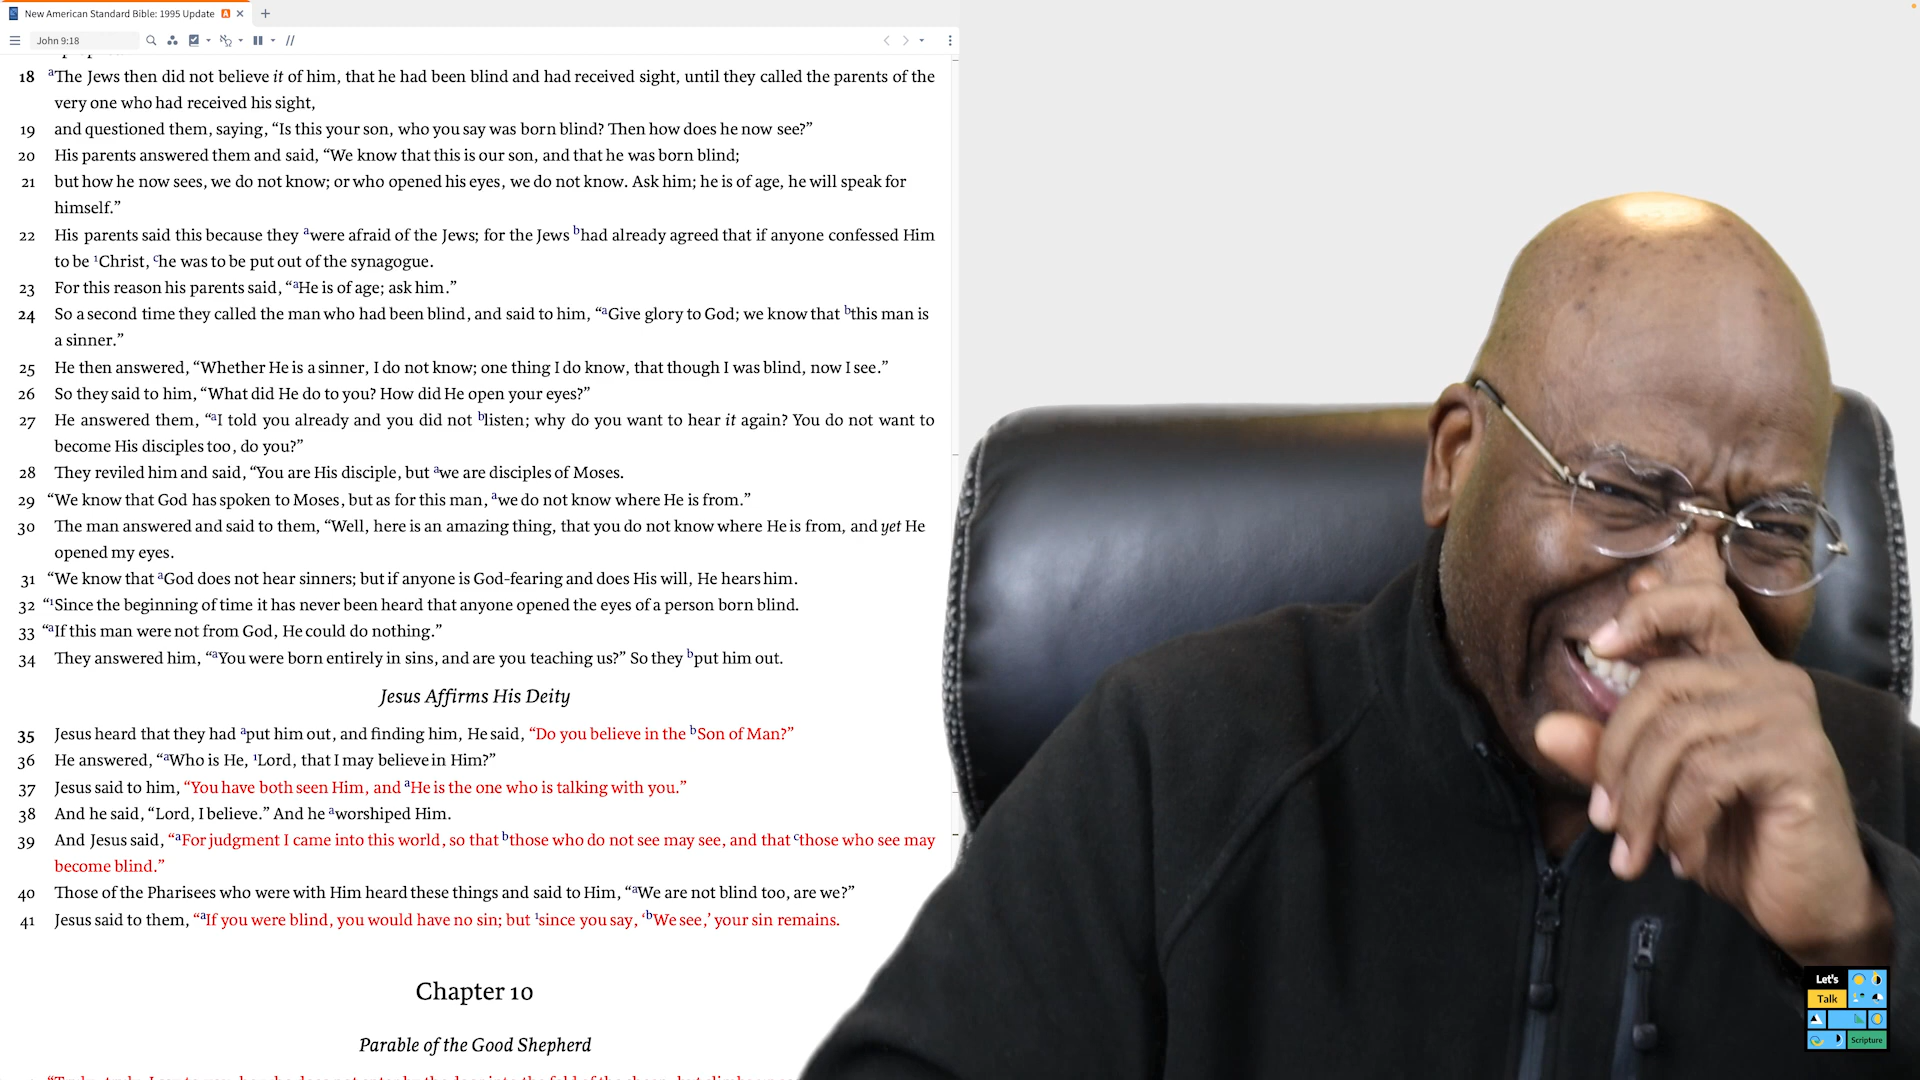 New American Standard Bible: 1995 Update A
John 9:18
18 aThe Jews then did not believe it of him, that he had been blind and had received sight, until they called the parents of the
very one who had received his sight,
19 and questioned them, saying, “Is this your son, who you say was born blind? Then how does he now see?”
20 His parents answered them and said, “We know that this is our son, and that he was born blind;
21 but how he now sees, we do not know; or who opened his eyes, we do not know. Ask him; he is of age, he will speak for
himself.”
22 His parents said this because they awere afraid of the Jews; for the Jews bhad already agreed that if anyone confessed Him
to be 1Christ, che was to be put out of the synagogue.
23 For this reason his parents said, “aHe is of age; ask him.”
24 So a second time they called the man who had been blind, and said to him, “aGive glory to God; we know that bthis man is
a sinner.”
25 He then answered, “Whether He is a sinner, I do not know; one thing I do know, that though I was blind, now I see.”
26 So they said to him, “What did He do to you? How did He open your eyes?”
27 He answered them, “aI told you already and you did not blisten; why do you want to hear it again? You do not want to
become His disciples too, do you?”
28 They reviled him and said, “You are His disciple, but awe are disciples of Moses.
29 “We know that God has spoken to Moses, but as for this man, awe do not know where He is from.”
30 The man answered and said to them, “Well, here is an amazing thing, that you do not know where He is from, and yet He
opened my eyes.
31 “We know that aGod does not hear sinners; but if anyone is God-fearing and does His will, He hears him.
32 “1Since the beginning of time it has never been heard that anyone opened the eyes of a person born blind.
33 “aIf this man were not from God, He could do nothing.”
34 They answered him, “aYou were born entirely in sins, and are you teaching us?” So they bput him out.
Jesus Affirms His Deity
35 Jesus heard that they had aput him out, and finding him, He said, “Do you believe in the bSon of Man?”
36 He answered, “aWho is He, 1Lord, that I may believe in Him?”
37 Jesus said to him, “You have both seen Him, and aHe is the one who is talking with you.”
38 And he said, “Lord, I believe.” And he aworshiped Him.
39 And Jesus said, “aFor judgment I came into this world, so that bthose who do not see may see, and that cthose who see may
become blind.”
40 Those of the Pharisees who were with Him heard these things and said to Him, “aWe are not blind too, are we?”
41 Jesus said to them, “aIf you were blind, you would have no sin; but 1since you say, ‘bWe see,’ your sin remains.
Chapter 10
Parable of the Good Shepherd
Let's
Talk
Scripture